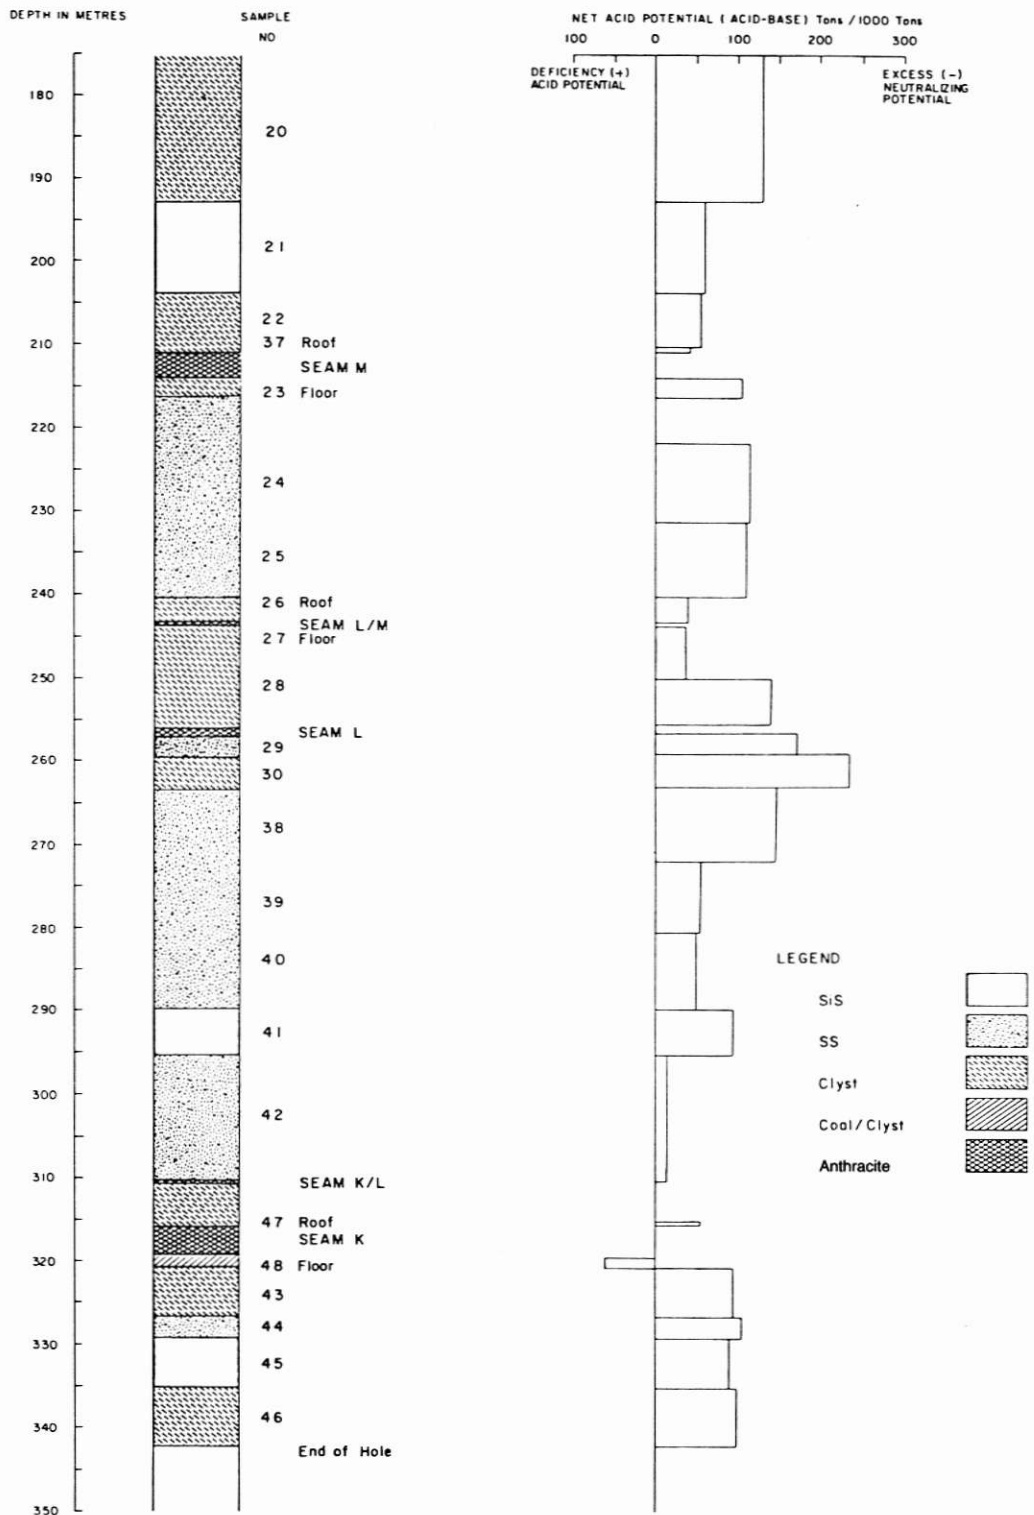 DEPTH IN METRES
SAMPLE
NO
NET ACID POTENTIAL ( ACID-BASE) Tons /1000 Tons
100 0 100 200 300
DEFICIENCY (+)
ACID POTENTIAL
EXCESS (-)
NEUTRALIZING
POTENTIAL
180
20
190
21
200
22
37 Roof
210
SEAM M
23 Floor
220
24
230
25
240
26 Roof
SEAM L/M
27 Floor
250
28
SEAM L
29
260
30
38
270
39
280
40
290
41
300
42
310
SEAM K/L
47 Roof
SEAM K
320
48 Floor
43
44
330
45
340
46
End of Hole
350
LEGEND
SiS
SS
Clyst
Coal/Clyst
Anthracite